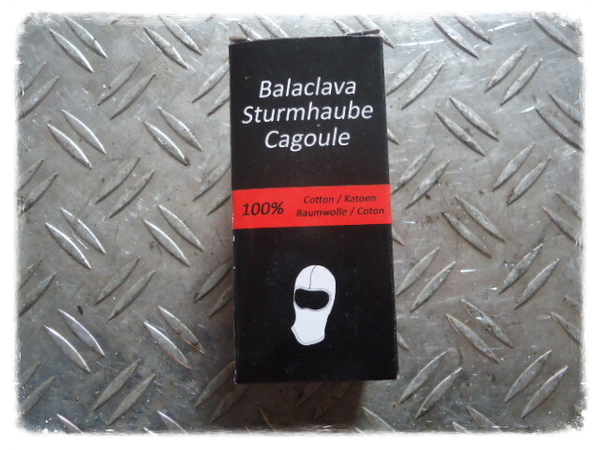 Balaclava
Sturmhaube
Cagoule
100%
Cotton / Katoen
Baumwolle / Coton